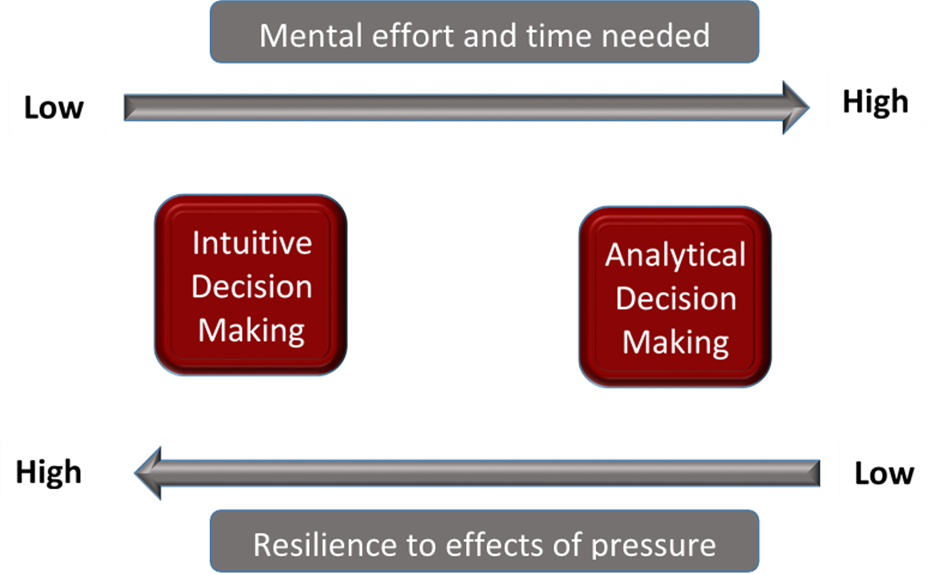 Mental effort and time needed
Low
High
Intuitive
Decision
Making
Analytical
Decision
Making
High
Low
Resilience to effects of pressure